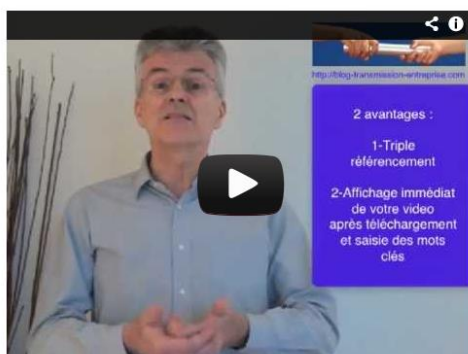 http://blog-transmission-entreprise.com
2 avantages :
1-Triple
référencement
2-Affichage immédiat
de votre video
après téléchargement
et saisie des mots
clés